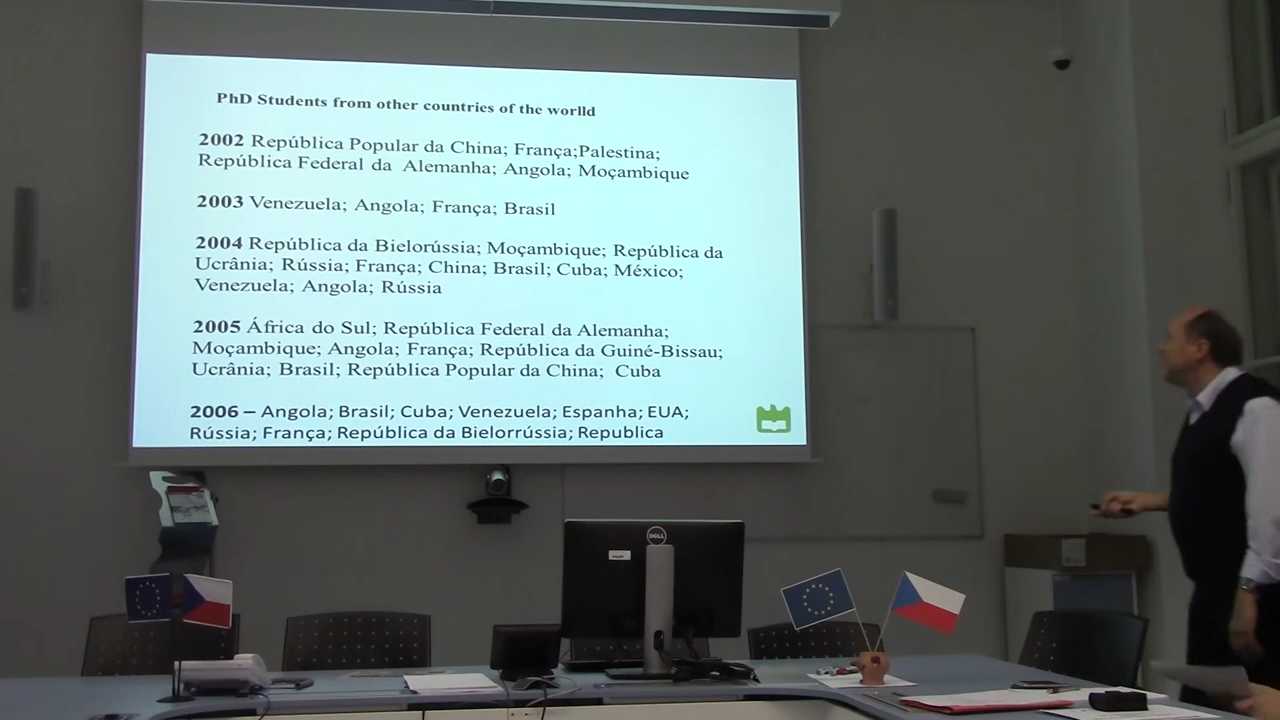 PhD Students from other countries of the worlld
2002 República Popular da China; França;Palestina;
República Federal da Alemanha; Angola; Moçambique
2003 Venezuela; Angola; França; Brasil
2004 República da Bielorússia; Moçambique; República da
Ucrânia; Rússia; França; China; Brasil; Cuba; México;
Venezuela; Angola; Rússia
2005 África do Sul; República Federal da Alemanha;
Moçambique; Angola; França; República da Guiné-Bissau;
Ucrânia; Brasil; República Popular da China; Cuba
2006 – Angola; Brasil; Cuba; Venezuela; Espanha; EUA;
Rússia; França; República da Bielorrússia; Republica
DELL